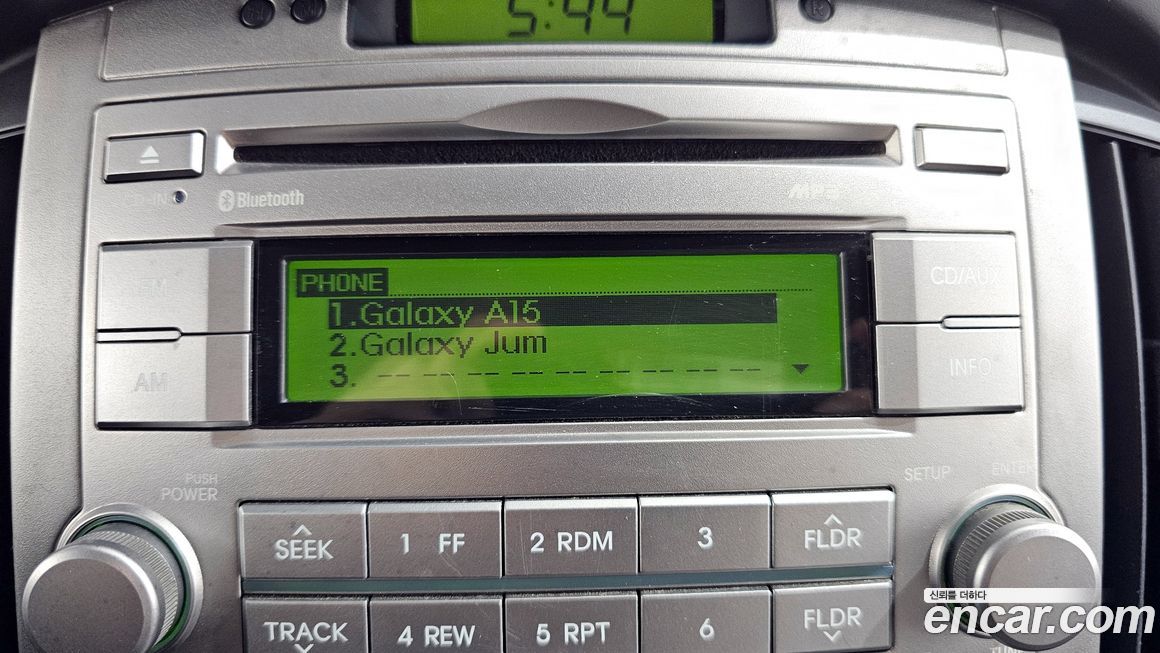 5:44
CD-IN
Bluetooth
MP3
FM
CD/AUX
PHONE
1.Galaxy A15
2.Galaxy Jum
3. -- -- -- -- -- -- -- -- -- --
AM
INFO
PUSH
POWER
SETUP
ENTER
SEEK
1 FF
2 RDM
3
FLDR
TRACK
4 REW
5 RPT
6
FLDR
TUNE
신뢰를 더하다
encar.com